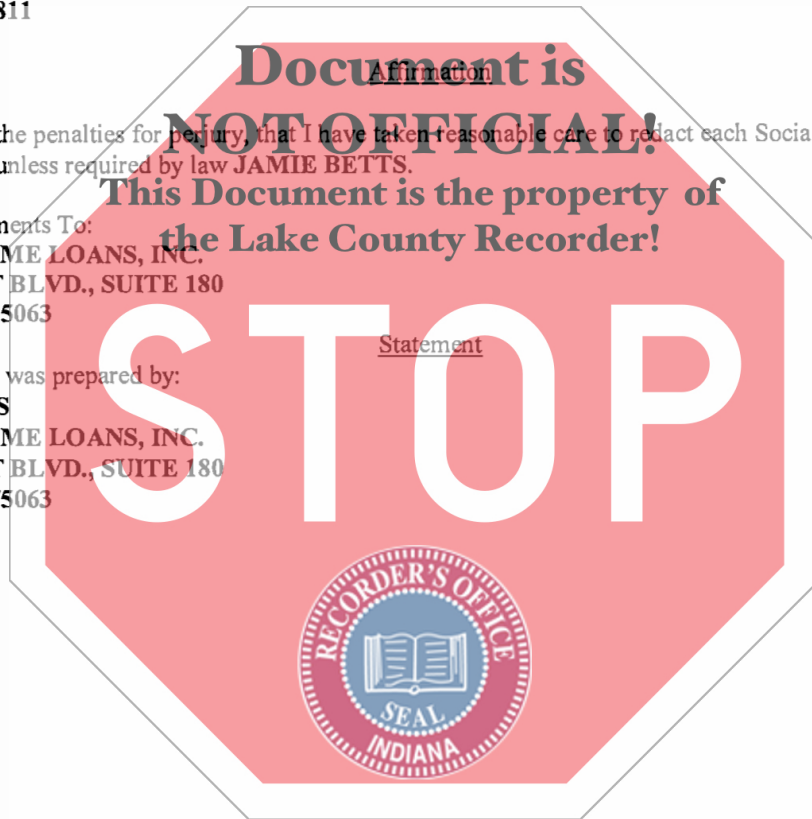 811
Document is
Affirmation
NOT OFFICIAL!
the penalties for perjury, that I have taken reasonable care to redact each Socia
unless required by law JAMIE BETTS.
This Document is the property of
ments To:
the Lake County Recorder!
ME LOANS, INC.
BLVD., SUITE 180
5063
STOP
Statement
was prepared by:
S
ME LOANS, INC.
T BLVD., SUITE 180
75063
RECORDER'S OFFICE
SEAL
INDIANA